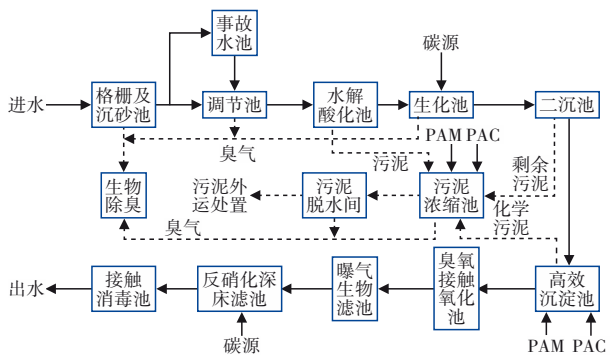 事故
水池
碳源
进水
格栅及
沉砂池
调节池
水解
酸化池
生化池
二沉池
臭气
PAM
PAC
污泥
剩余
污泥
生物
除臭
污泥外
运处置
污泥
脱水间
污泥
浓缩池
化学
污泥
臭气
出水
接触
消毒池
反硝化深
床滤池
曝气
生物
滤池
臭氧
接触
氧化
池
高效
沉淀池
碳源
PAM
PAC